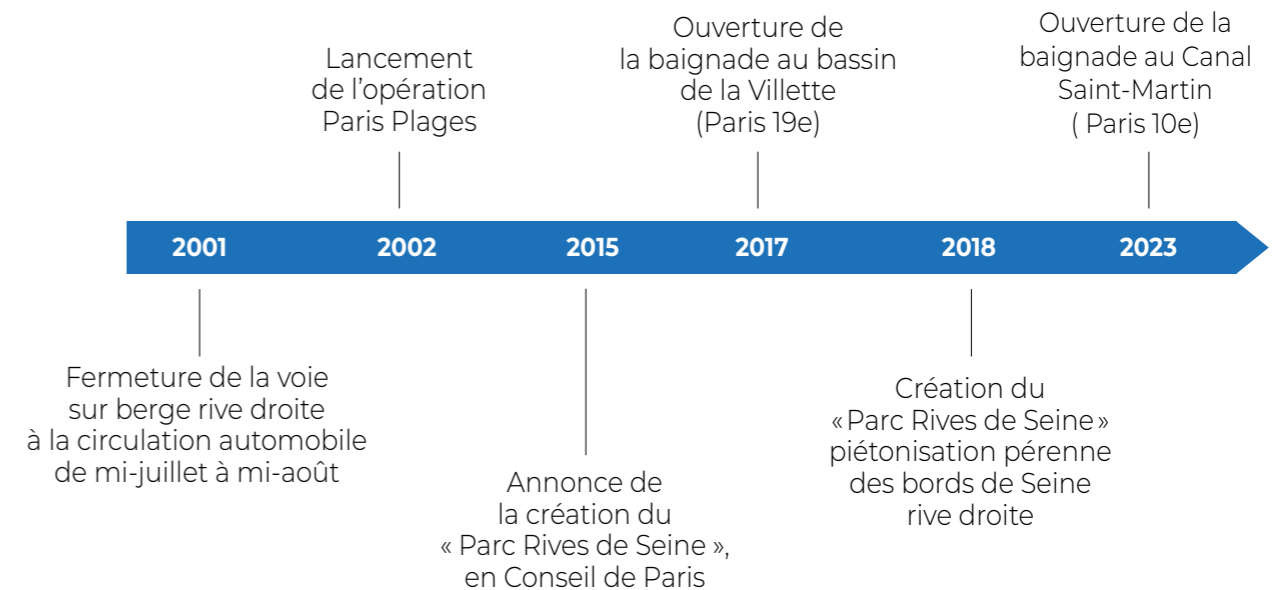 Lancement
de l’opération
Paris Plages
Ouverture de
la baignade au bassin
de la Villette
(Paris 19e)
Ouverture de la
baignade au Canal
Saint-Martin
( Paris 10e)
2001 2002 2015 2017 2018 2023
Fermeture de la voie
sur berge rive droite
à la circulation automobile
de mi-juillet à mi-août
Annonce de
la création du
« Parc Rives de Seine »,
en Conseil de Paris
Création du
« Parc Rives de Seine »
piétonisation pérenne
des bords de Seine
rive droite